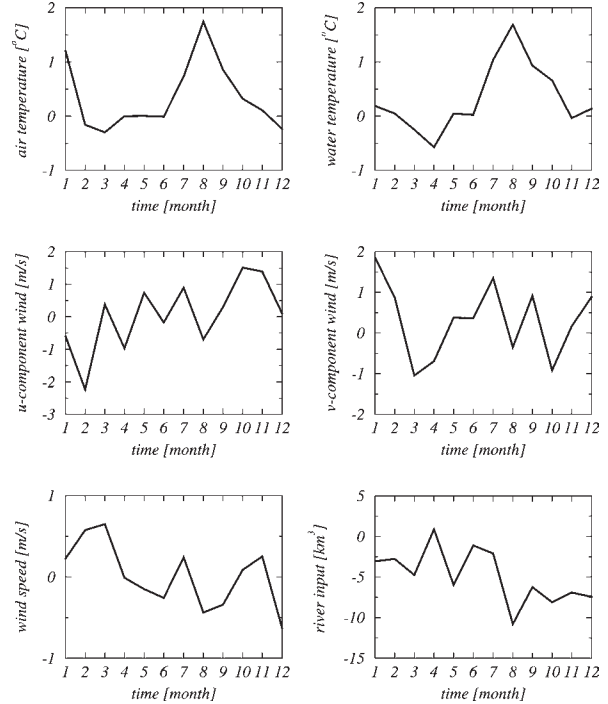 air temperature [°C]
2
1
0
-1
1 2 3 4 5 6 7 8 9 10 11 12
time [month]
water temperature [°C]
2
1
0
-1
1 2 3 4 5 6 7 8 9 10 11 12
time [month]
u-component wind [m/s]
2
1
0
-1
-2
-3
1 2 3 4 5 6 7 8 9 10 11 12
time [month]
v-component wind [m/s]
2
1
0
-1
-2
1 2 3 4 5 6 7 8 9 10 11 12
time [month]
wind speed [m/s]
1
0
-1
1 2 3 4 5 6 7 8 9 10 11 12
time [month]
river input [km³]
5
0
-5
-10
-15
1 2 3 4 5 6 7 8 9 10 11 12
time [month]